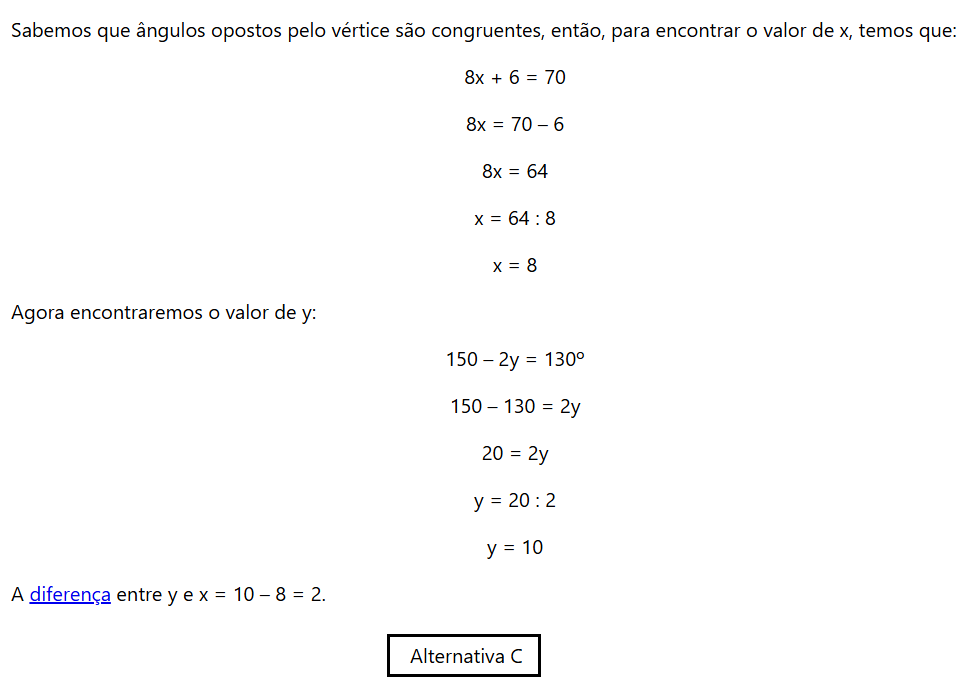 Sabemos que ângulos opostos pelo vértice são congruentes, então, para encontrar o valor de x, temos que:
8x + 6 = 70
8x = 70 – 6
8x = 64
x = 64 : 8
x = 8
Agora encontraremos o valor de y:
150 – 2y = 130º
150 – 130 = 2y
20 = 2y
y = 20 : 2
y = 10
A diferença entre y e x = 10 – 8 = 2.
Alternativa C